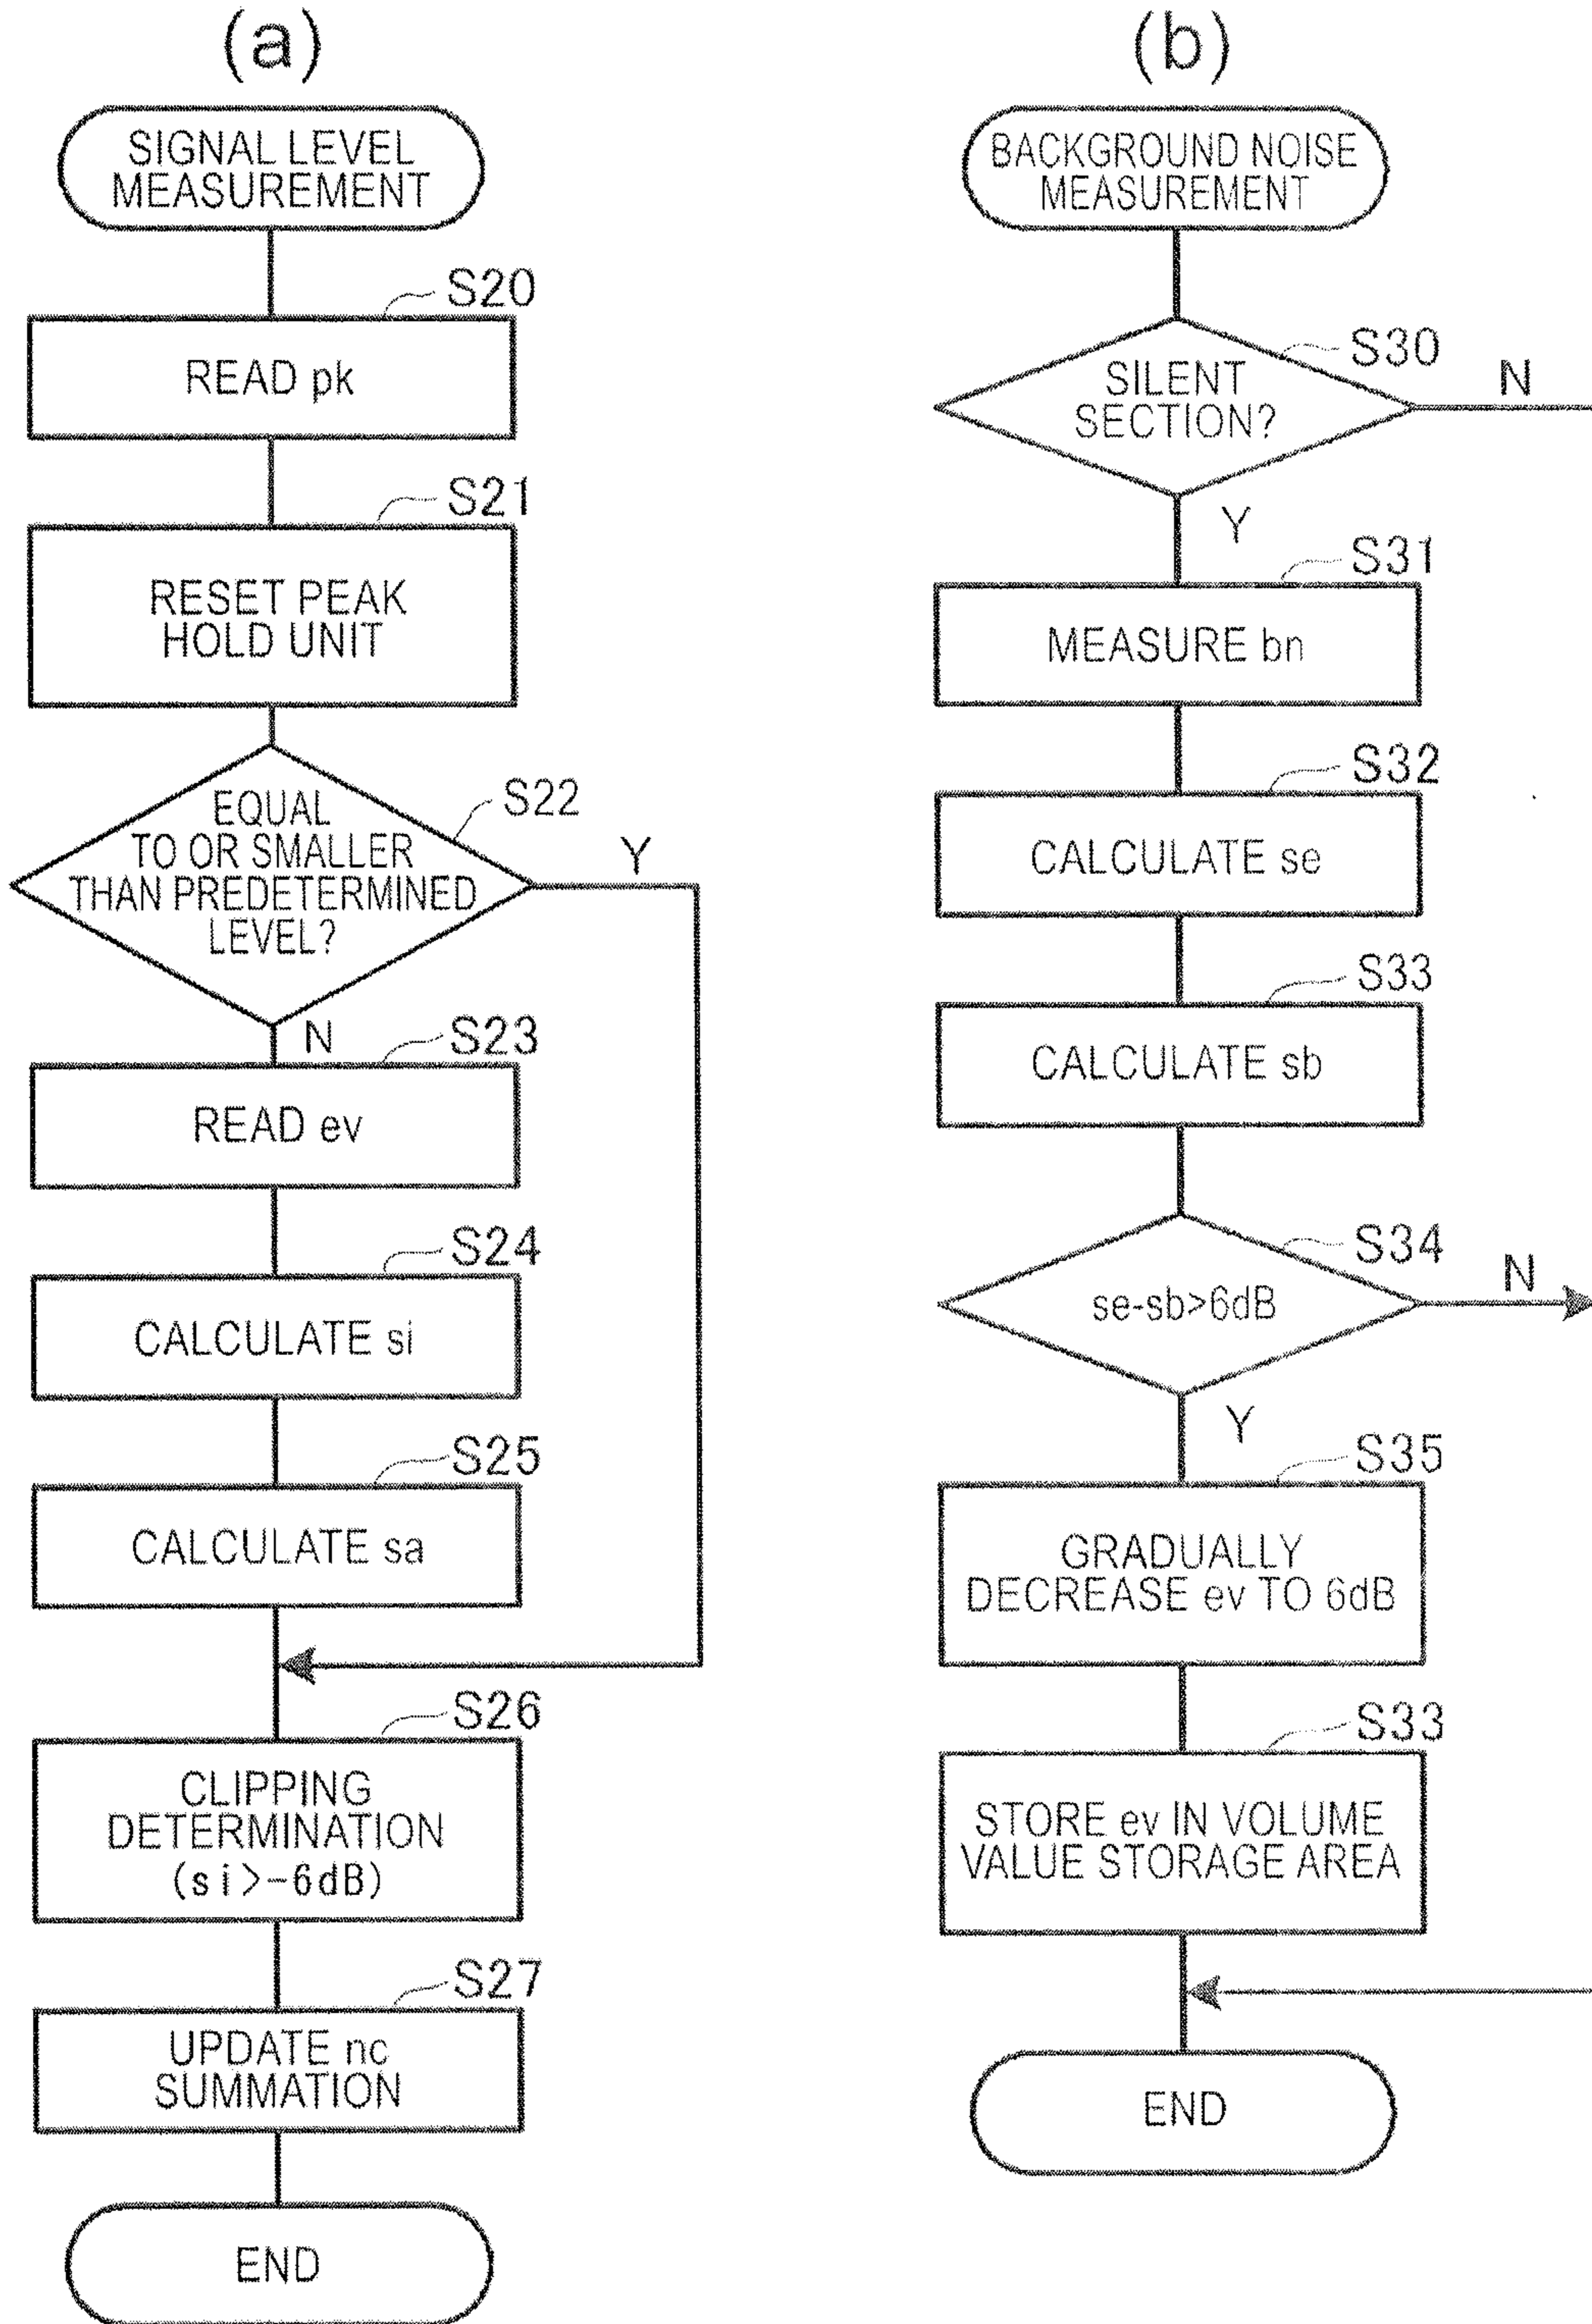 (a)
SIGNAL LEVEL
MEASUREMENT
S20
READ pk
S21
RESET PEAK
HOLD UNIT
S22
EQUAL
TO OR SMALLER
THAN PREDETERMINED
LEVEL?
Y
N
S23
READ ev
S24
CALCULATE si
S25
CALCULATE sa
S26
CLIPPING
DETERMINATION
(si>-6dB)
S27
UPDATE nc
SUMMATION
END
(b)
BACKGROUND NOISE
MEASUREMENT
S30
SILENT
SECTION?
N
Y
S31
MEASURE bn
S32
CALCULATE se
S33
CALCULATE sb
S34
se-sb>6dB
N
Y
S35
GRADUALLY
DECREASE ev TO 6dB
S33
STORE ev IN VOLUME
VALUE STORAGE AREA
END